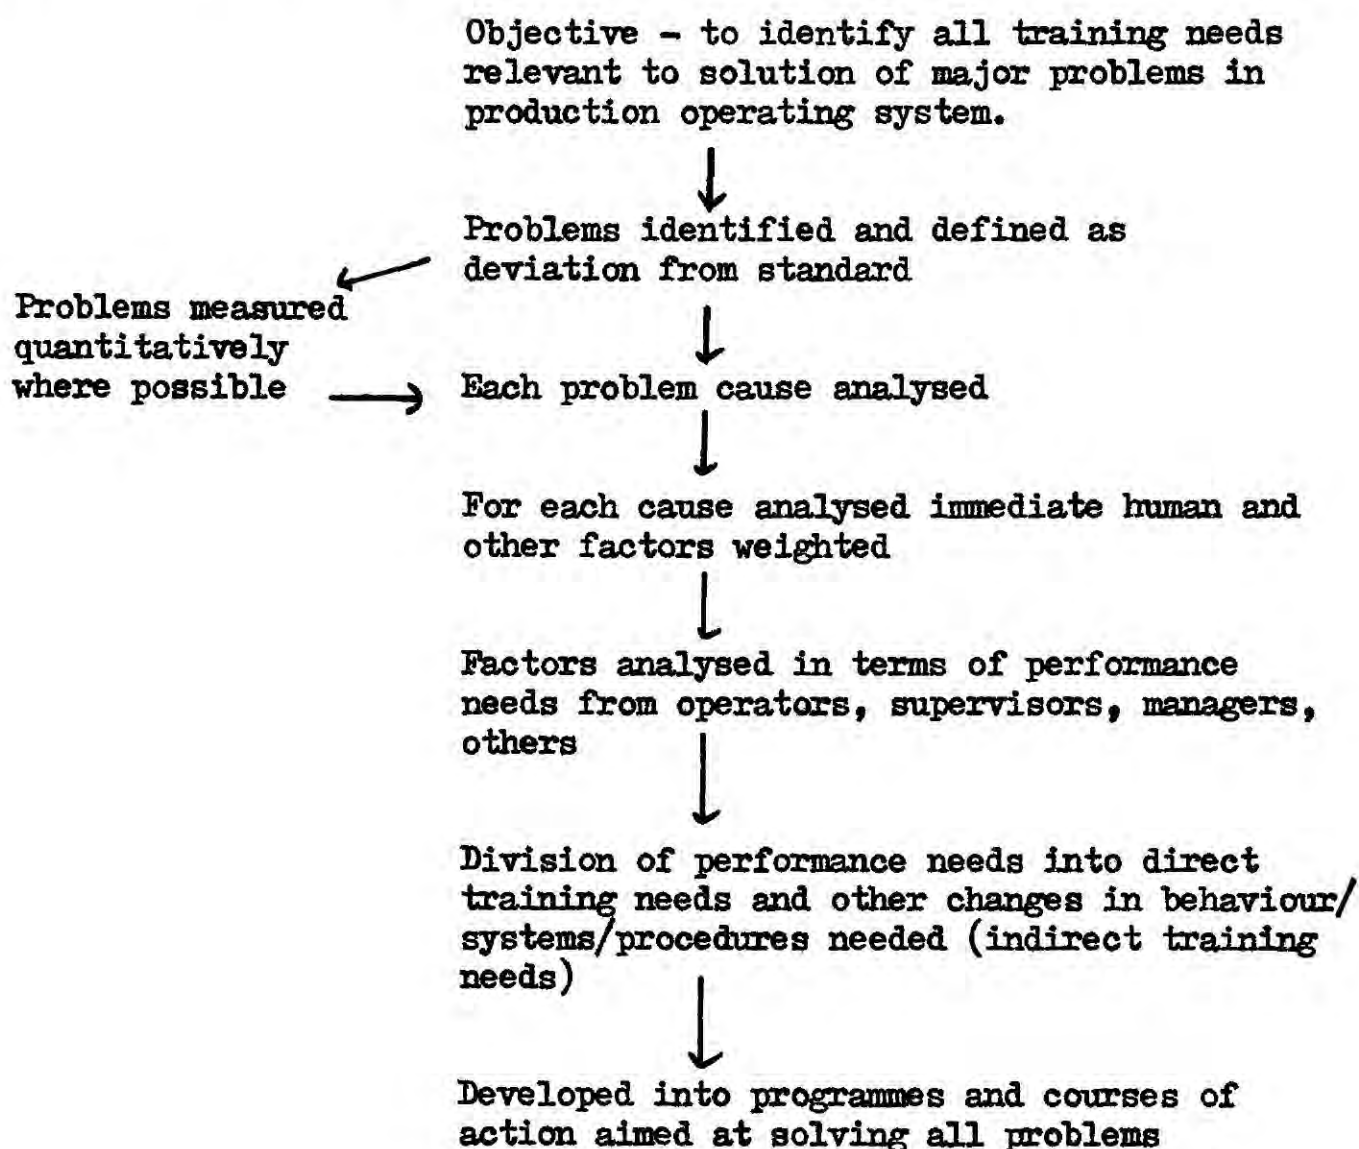 Objective - to identify all training needs
relevant to solution of major problems in
production operating system.
Problems identified and defined as
deviation from standard
Problems measured
quantitatively
where possible
Each problem cause analysed
For each cause analysed immediate human and
other factors weighted
Factors analysed in terms of performance
needs from operators, supervisors, managers,
others
Division of performance needs into direct
training needs and other changes in behaviour/
systems/procedures needed (indirect training
needs)
Developed into programmes and courses of
action aimed at solving all problems